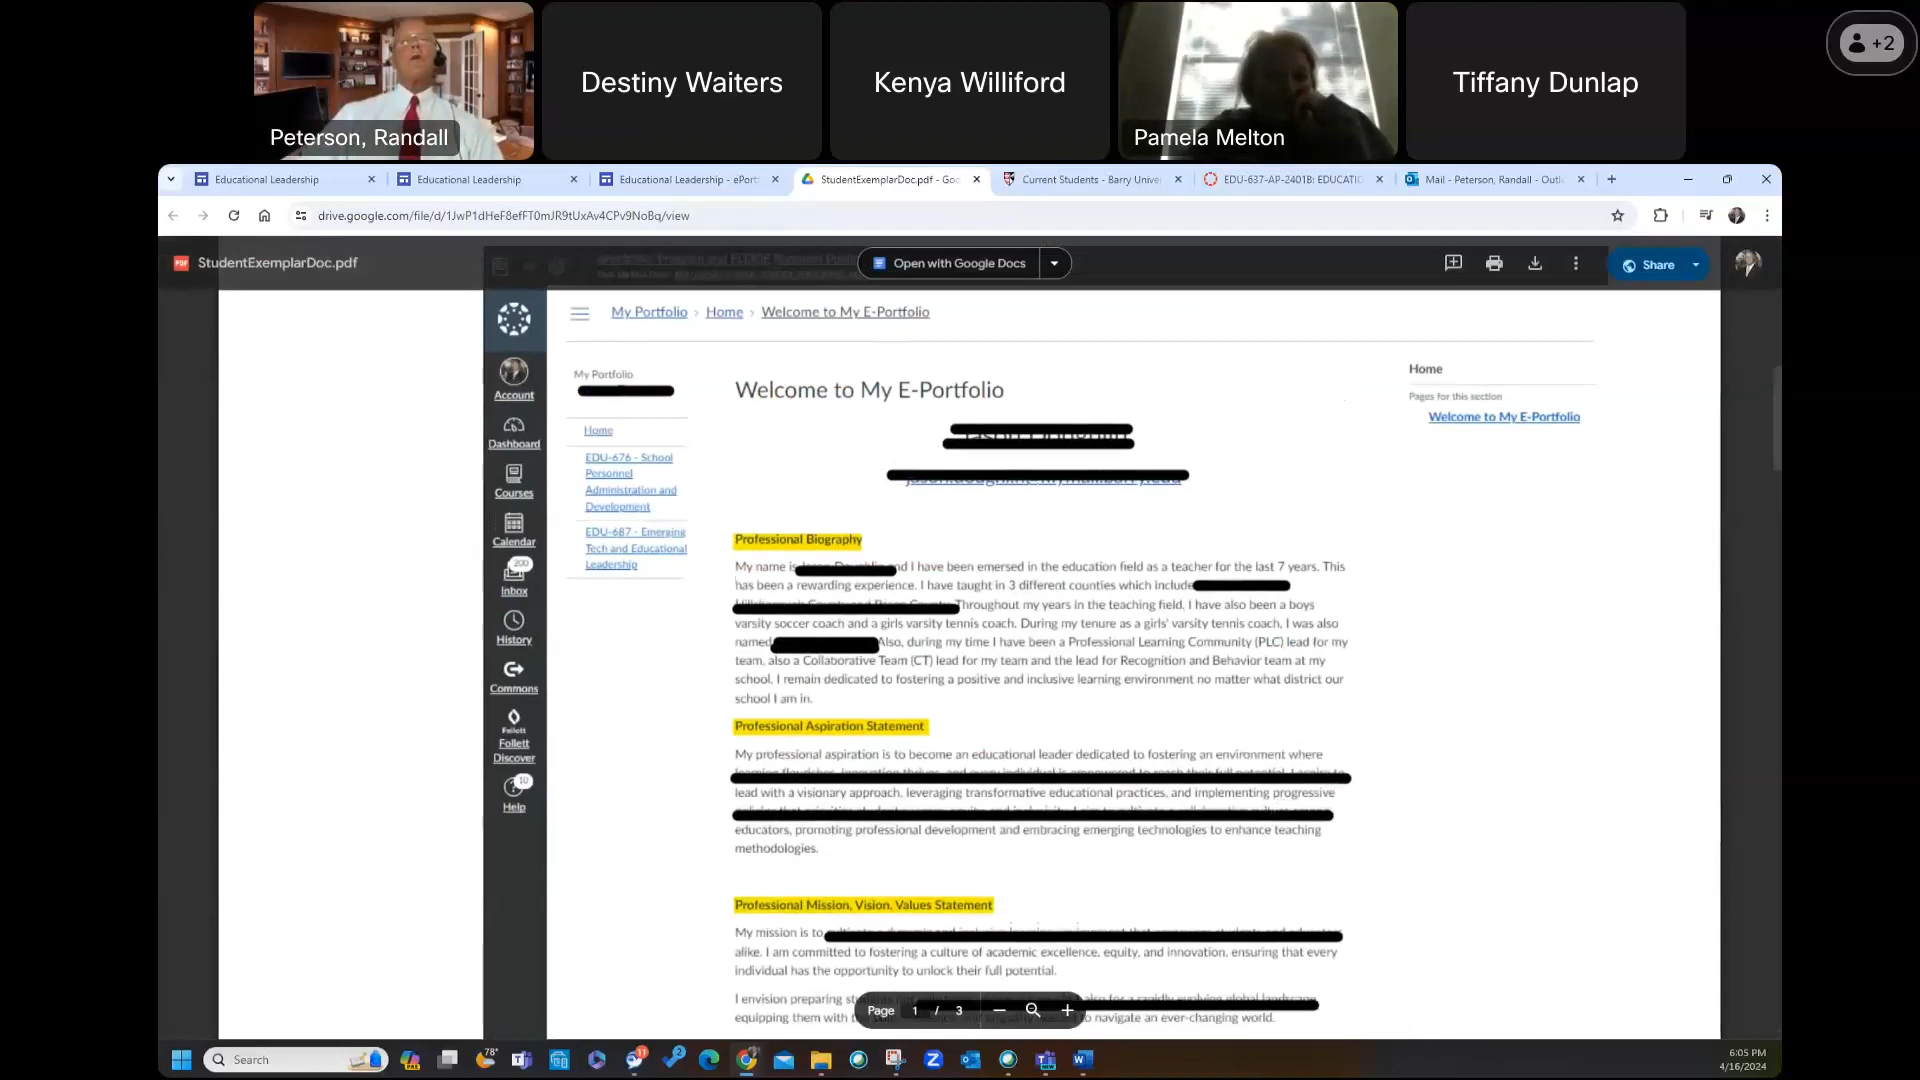 Peterson, Randall
Destiny Waiters
Kenya Williford
Pamela Melton
Tiffany Dunlap
+2
Educational Leadership
Educational Leadership
Educational Leadership - ePort
StudentExemplarDoc.pdf - Goo
Current Students - Barry Univer
EDU-637-AP-2401B: EDUCATIO
Mail - Peterson, Randall - Outl
drive.google.com/file/d/1JwP1dHeF8efFT0mJR9tUxAv4CPv9NoBq/view
StudentExemplarDoc.pdf
Open with Google Docs
Share
My Portfolio › Home › Welcome to My E-Portfolio
Account
Dashboard
Courses
Calendar
200
Inbox
History
Commons
Follett
Follett
Discover
10
Help
My Portfolio
Home
EDU-676 - School
Personnel
Administration and
Development
EDU-687 - Emerging
Tech and Educational
Leadership
Welcome to My E-Portfolio
Home
Pages for this section
Welcome to My E-Portfolio
Professional Biography
My name is and I have been emersed in the education field as a teacher for the last 7 years. This
has been a rewarding experience. I have taught in 3 different counties which include
Throughout my years in the teaching field, I have also been a boys
varsity soccer coach and a girls varsity tennis coach. During my tenure as a girls' varsity tennis coach, I was also
named Also, during my time I have been a Professional Learning Community (PLC) lead for my
team, also a Collaborative Team (CT) lead for my team and the lead for Recognition and Behavior team at my
school. I remain dedicated to fostering a positive and inclusive learning environment no matter what district our
school I am in.
Professional Aspiration Statement
My professional aspiration is to become an educational leader dedicated to fostering an environment where
lead with a visionary approach, leveraging transformative educational practices, and implementing progressive
educators, promoting professional development and embracing emerging technologies to enhance teaching
methodologies.
Professional Mission, Vision, Values Statement
My mission is to
alike. I am committed to fostering a culture of academic excellence, equity, and innovation, ensuring that every
individual has the opportunity to unlock their full potential.
I envision preparing
equipping them with to navigate an ever-changing world.
Page 1 / 3
Search
78°
6:05 PM
4/16/2024